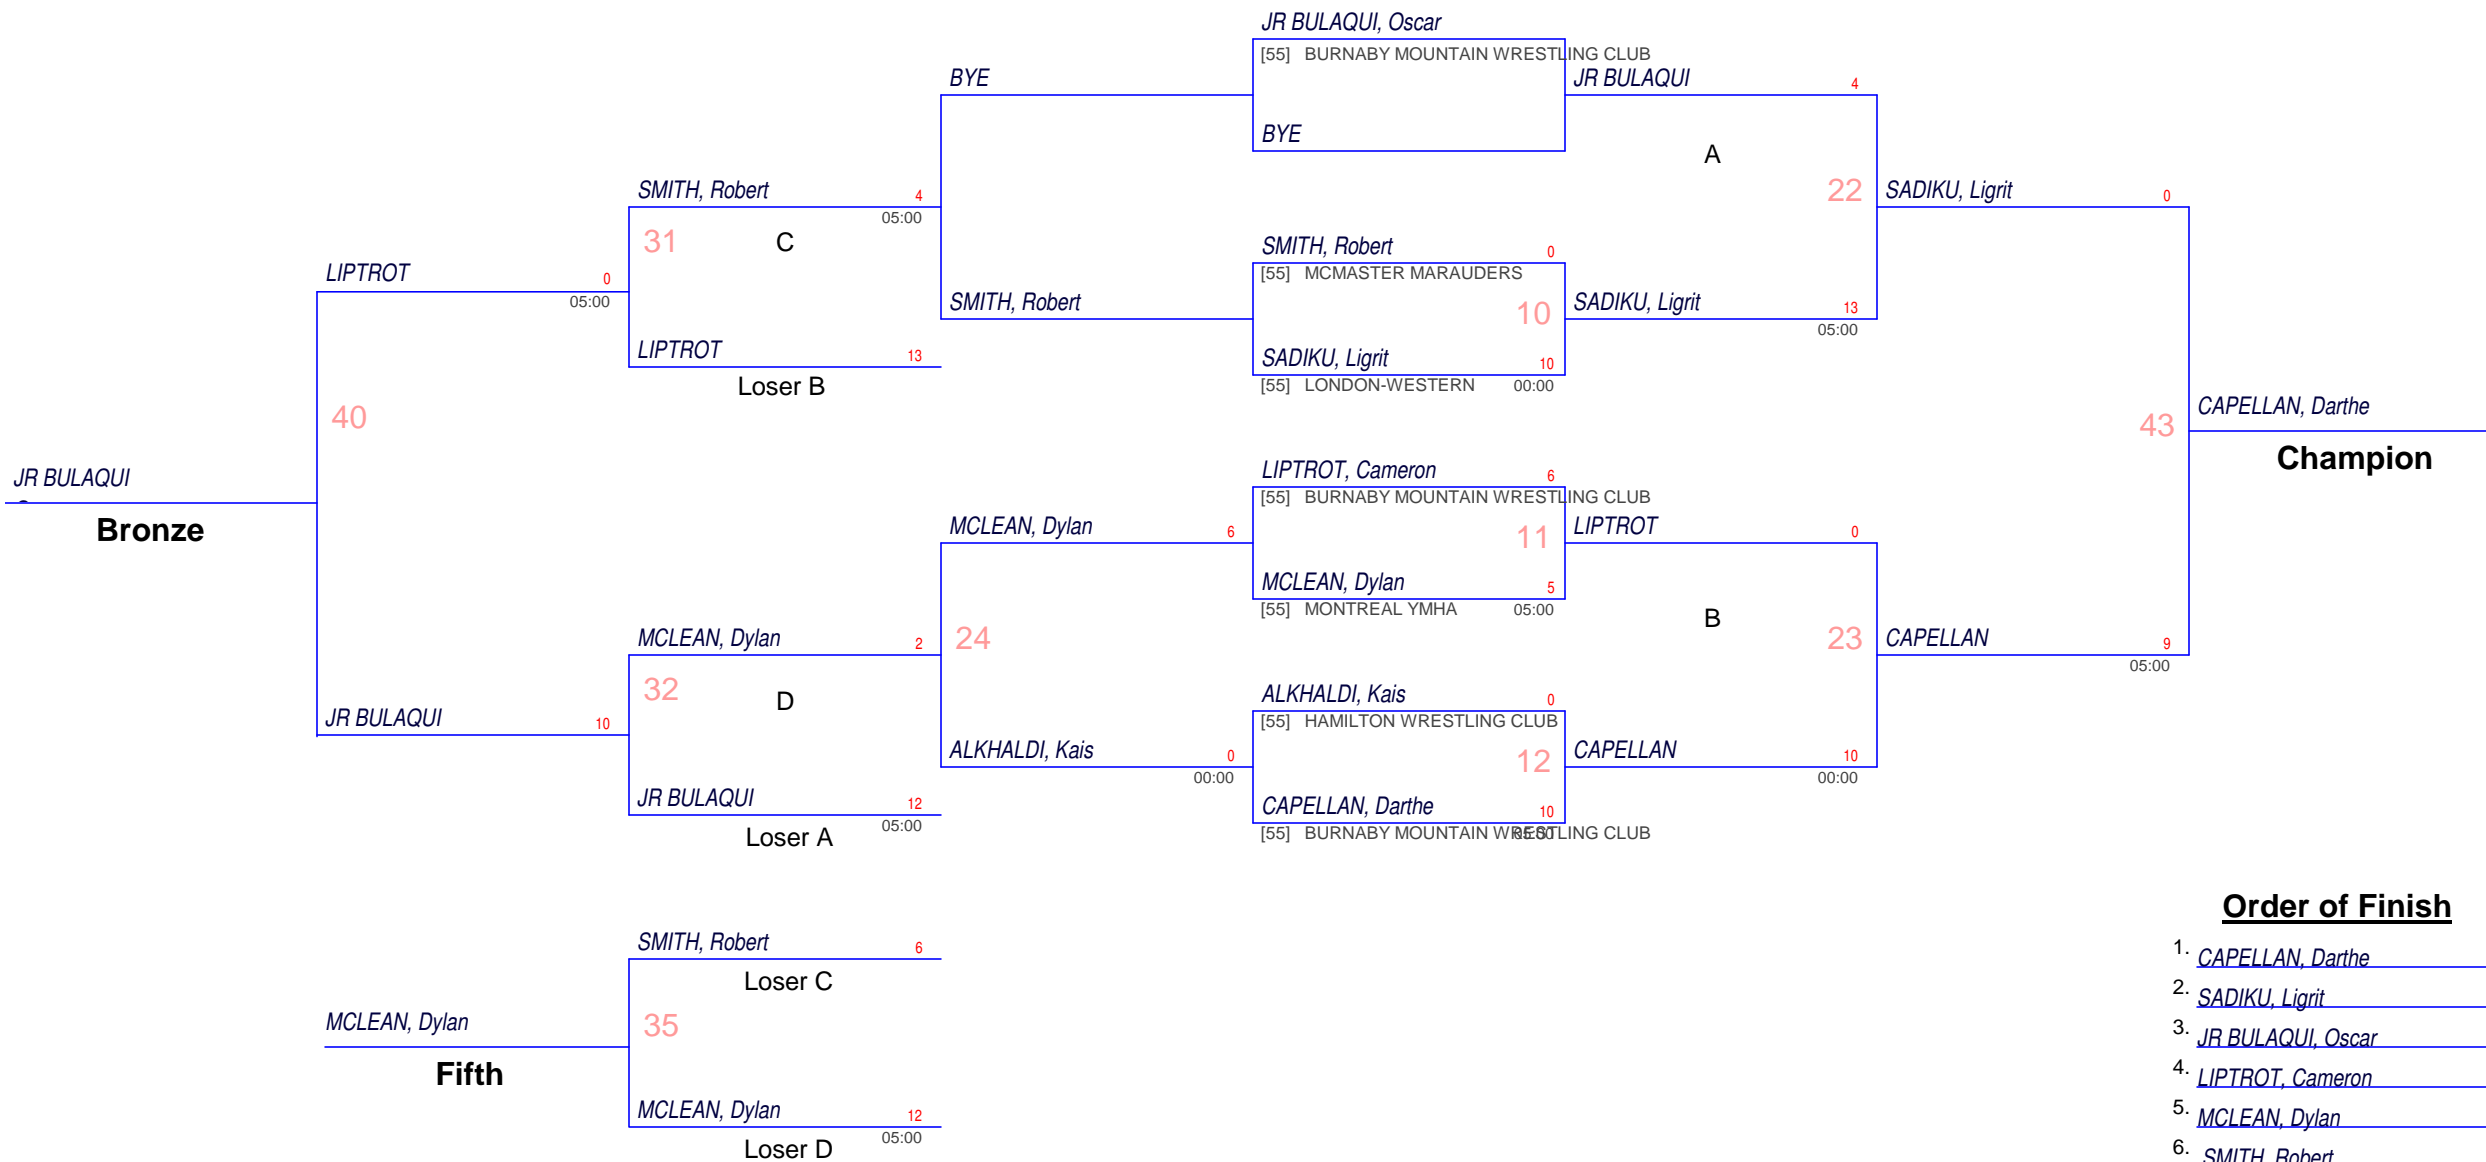 JR BULAQUI, Oscar
[55] BURNABY MOUNTAIN WRESTLING CLUB
BYE
JR BULAQUI 4
BYE
A
SMITH, Robert 4
05:00
22
SADIKU, Ligrit 0
31
C
SMITH, Robert 0
[55] MCMASTER MARAUDERS
LIPTROT 0
05:00
SMITH, Robert
10
SADIKU, Ligrit 13
05:00
LIPTROT 13
Loser B
SADIKU, Ligrit 10
[55] LONDON-WESTERN 00:00
40
43
CAPELLAN, Darthe
Champion
JR BULAQUI
Bronze
LIPTROT, Cameron 6
[55] BURNABY MOUNTAIN WRESTLING CLUB
MCLEAN, Dylan 6
11
LIPTROT 0
MCLEAN, Dylan 5
[55] MONTREAL YMHA 05:00
B
MCLEAN, Dylan 2
24
23
CAPELLAN 9
05:00
32
D
ALKHALDI, Kais 0
[55] HAMILTON WRESTLING CLUB
JR BULAQUI 10
ALKHALDI, Kais 0
00:00
12
CAPELLAN 10
00:00
JR BULAQUI 12
05:00
Loser A
CAPELLAN, Darthe 10
[55] BURNABY MOUNTAIN WRESTLING CLUB
05:00
Order of Finish
SMITH, Robert 6
Loser C
1. CAPELLAN, Darthe
2. SADIKU, Ligrit
MCLEAN, Dylan
35
3. JR BULAQUI, Oscar
Fifth
4. LIPTROT, Cameron
MCLEAN, Dylan 12
05:00
Loser D
5. MCLEAN, Dylan
6. SMITH, Robert